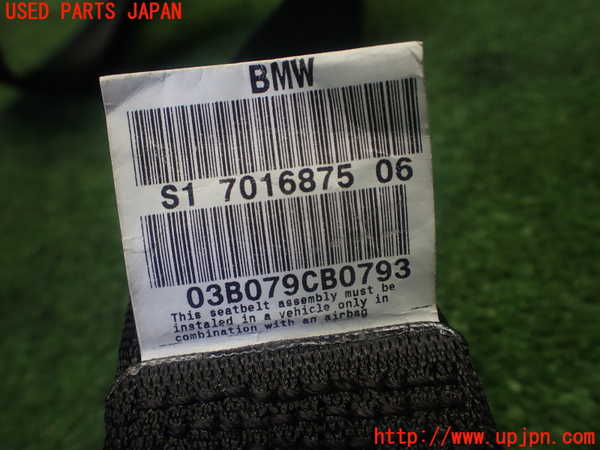 USED PARTS JAPAN
BMW
S1 7016875 06
03B079CB0793
This seatbelt assembly must be
instaled in a vehicle only in
combination with an airbag
http://www.upjpn.com/